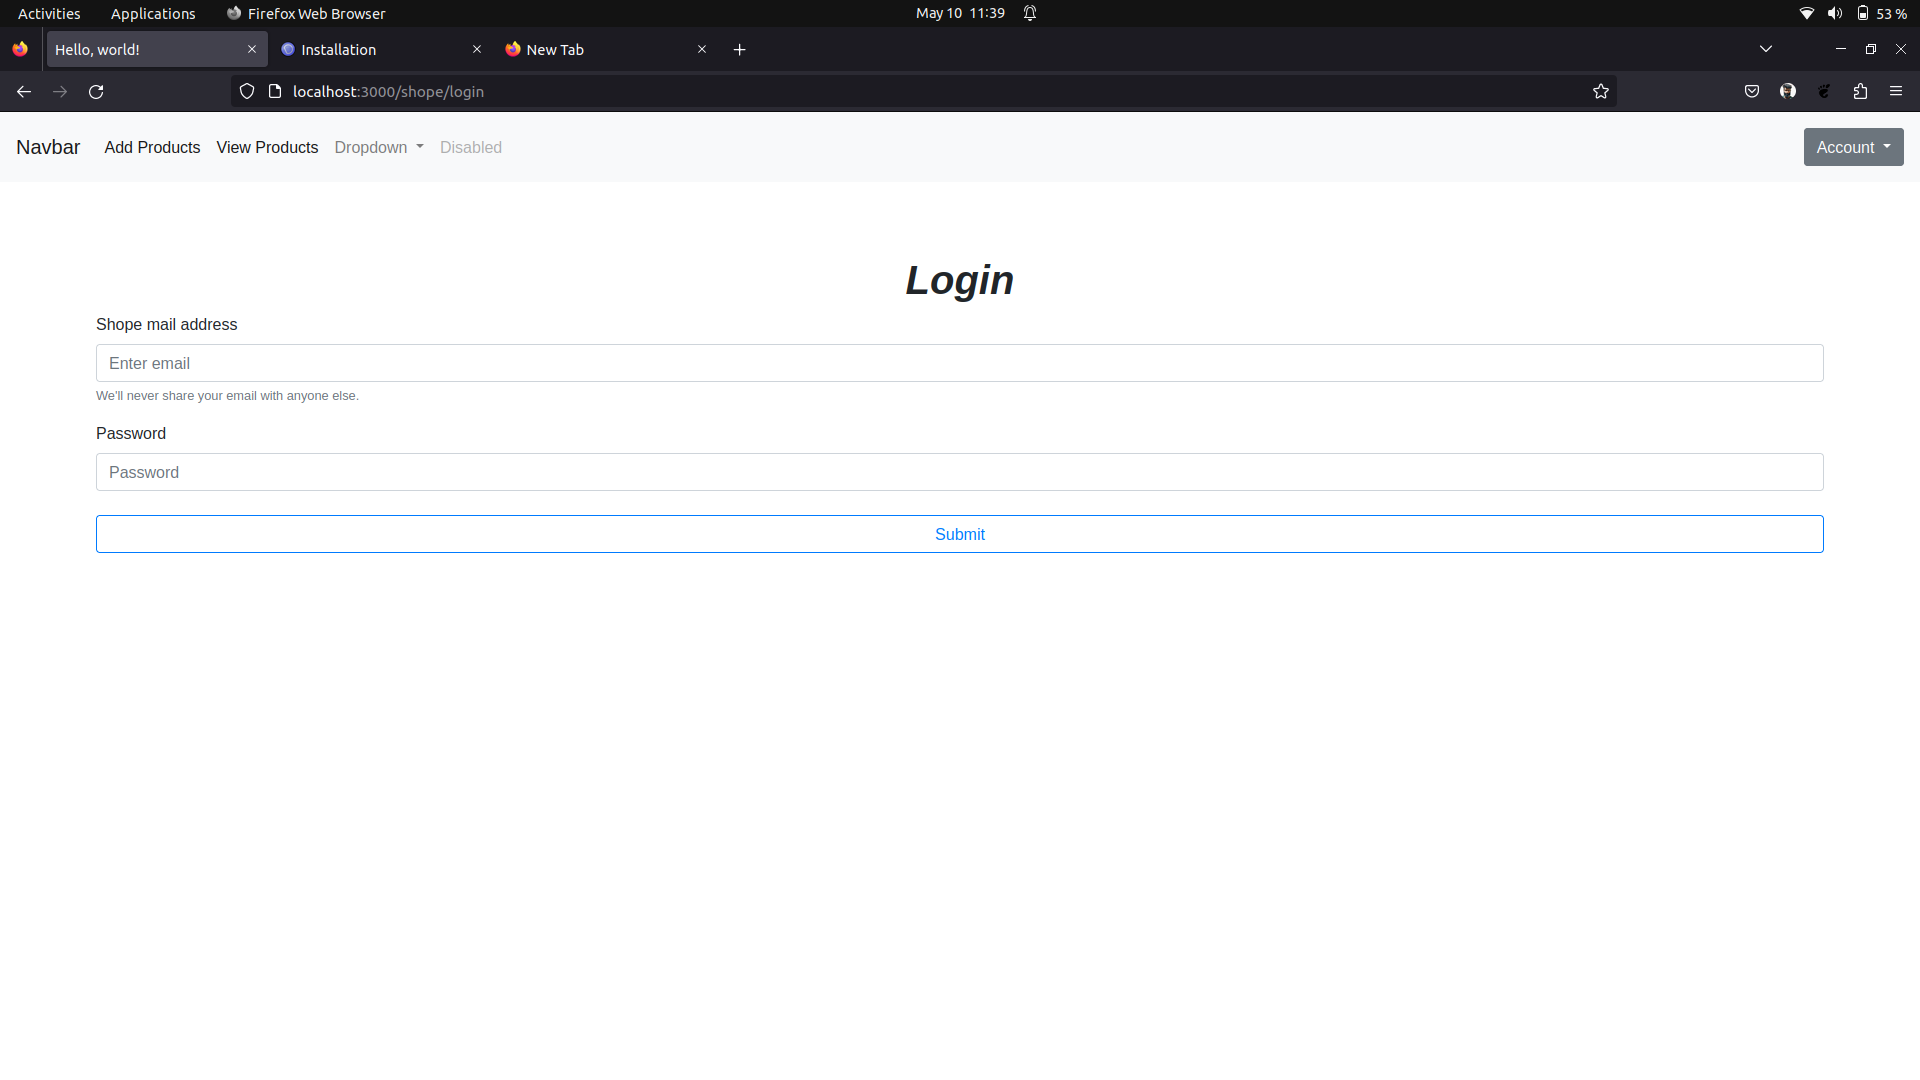 Activities Applications Firefox Web Browser May 10 11:39 53 %
Hello, world! Installation New Tab
localhost:3000/shope/login
Navbar Add Products View Products Dropdown Disabled Account
Login
Shope mail address
Enter email
We'll never share your email with anyone else.
Password
Password
Submit